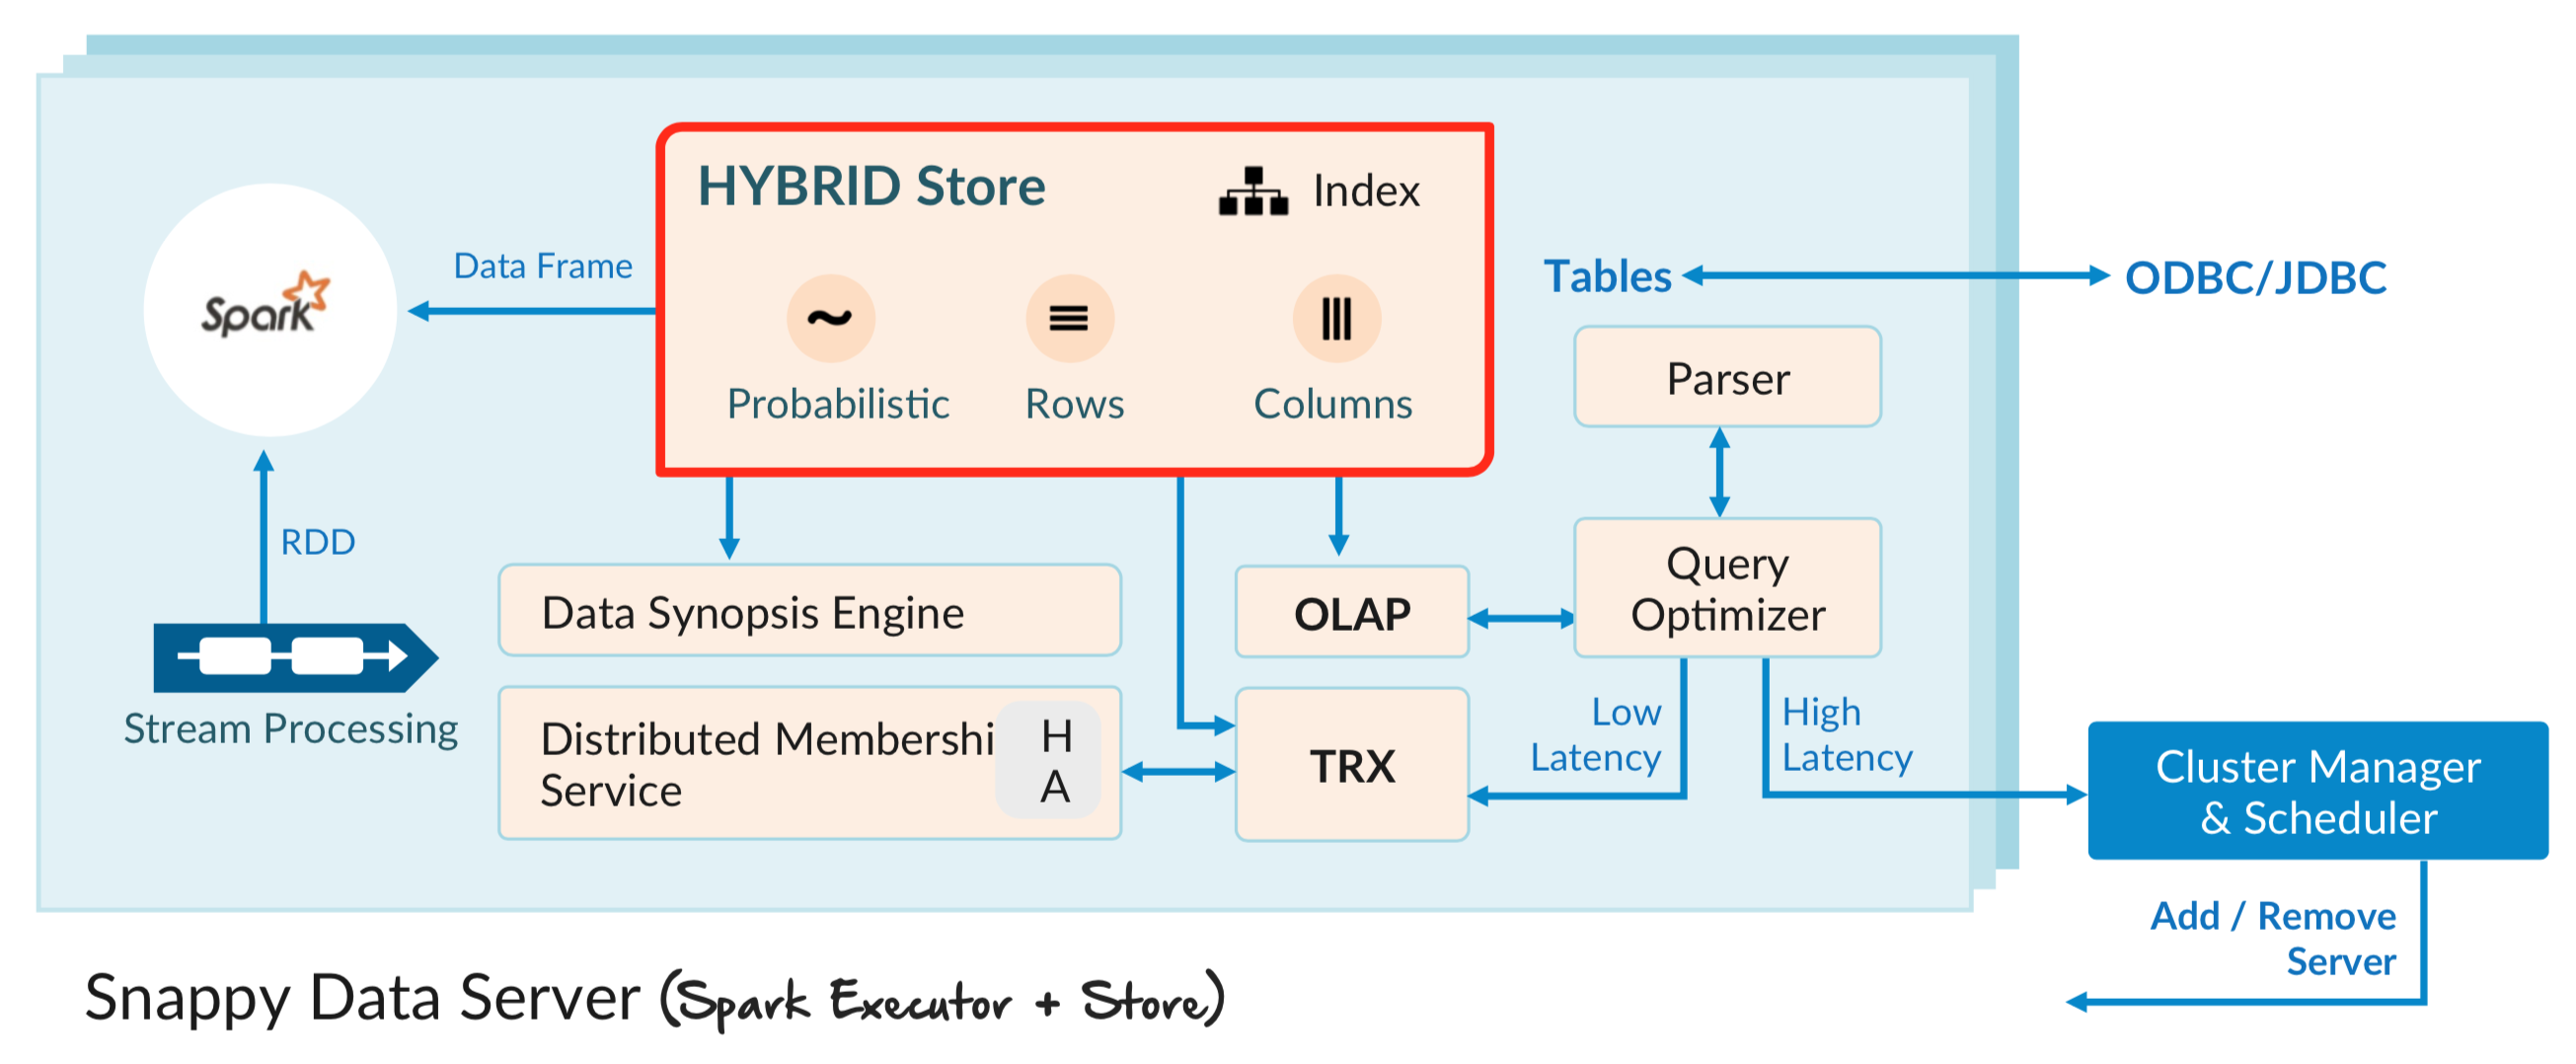 HYBRID Store
Index
Data Frame
Spark
Probabilistic
Rows
Columns
Tables
ODBC/JDBC
Parser
RDD
Query
Optimizer
Data Synopsis Engine
OLAP
Stream Processing
Distributed Membershi
Service
H
A
TRX
Low
Latency
High
Latency
Cluster Manager
& Scheduler
Add / Remove
Server
Snappy Data Server (Spark Executor + Store)